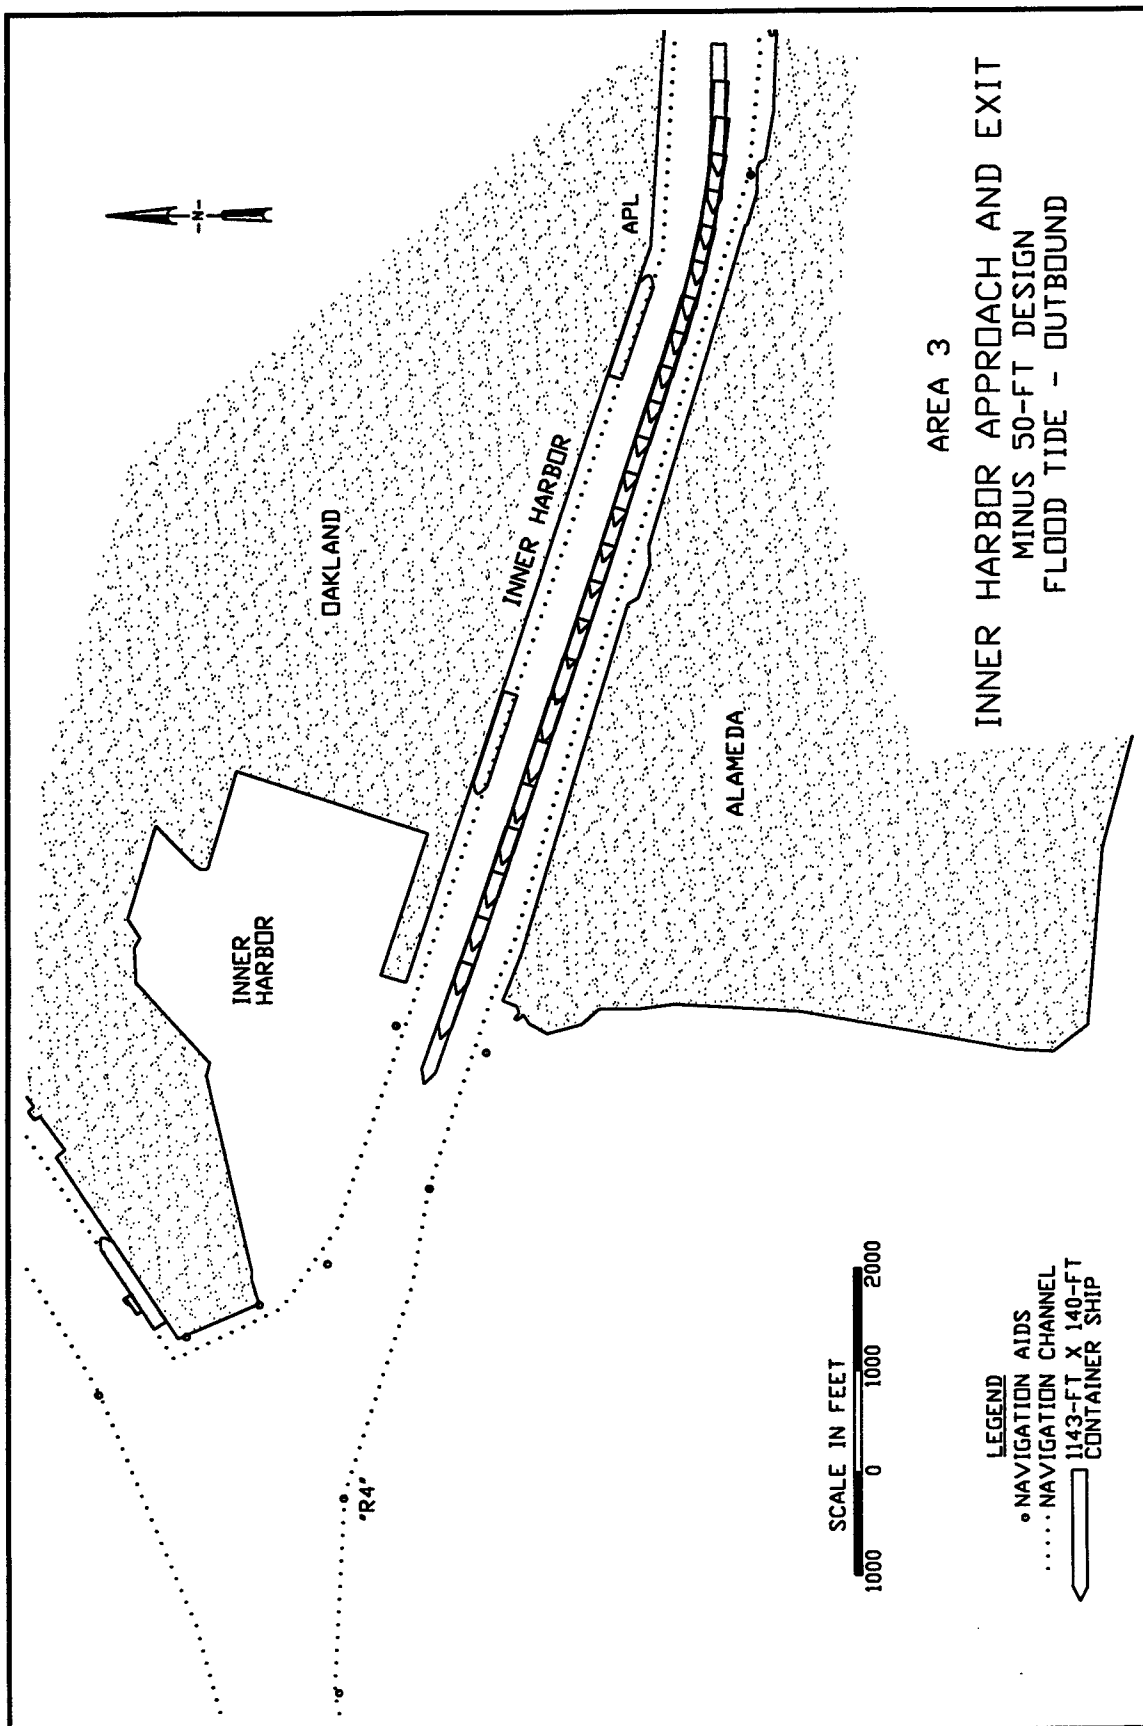 -N-
OAKLAND
APL
INNER HARBOR
INNER
HARBOR
ALAMEDA
"R4"
AREA 3
INNER HARBOR APPROACH AND EXIT
MINUS 50-FT DESIGN
FLOOD TIDE - OUTBOUND
SCALE IN FEET
1000 0 1000 2000
LEGEND
NAVIGATION AIDS
NAVIGATION CHANNEL
1143-FT X 140-FT
CONTAINER SHIP